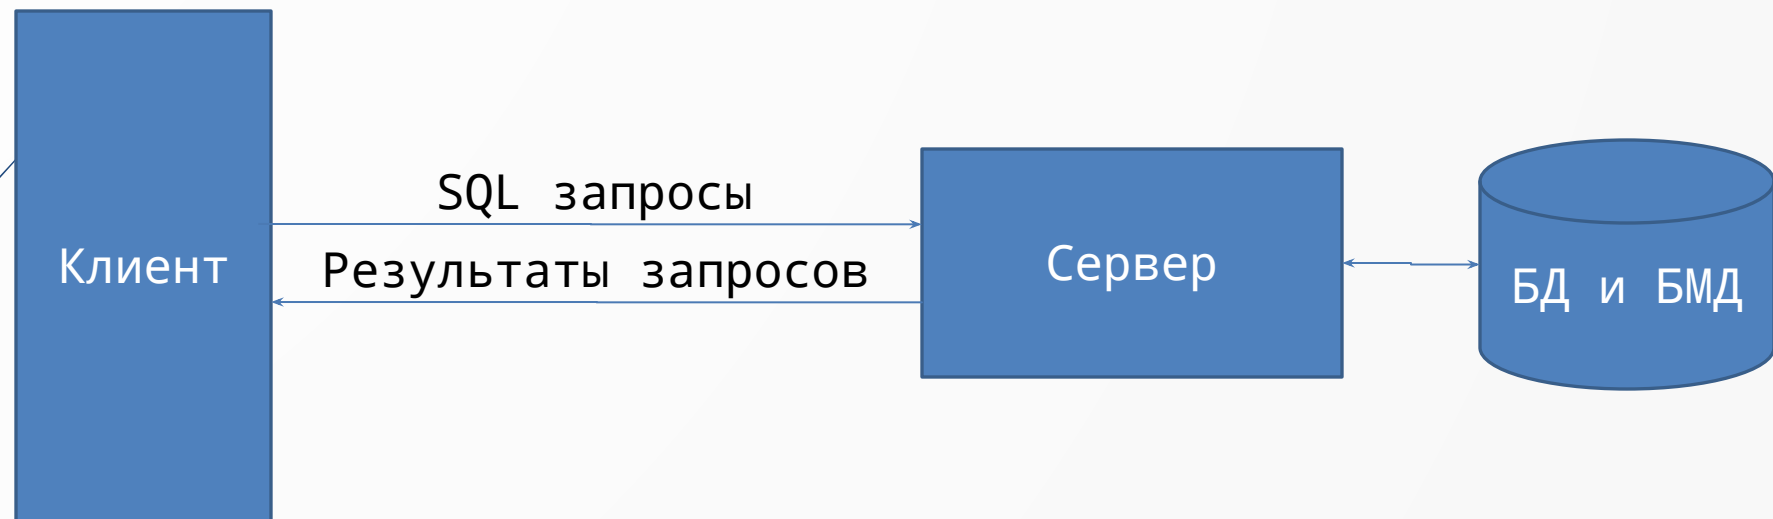 SQL запросы
Клиент
Результаты запросов
Сервер
БД и БМД